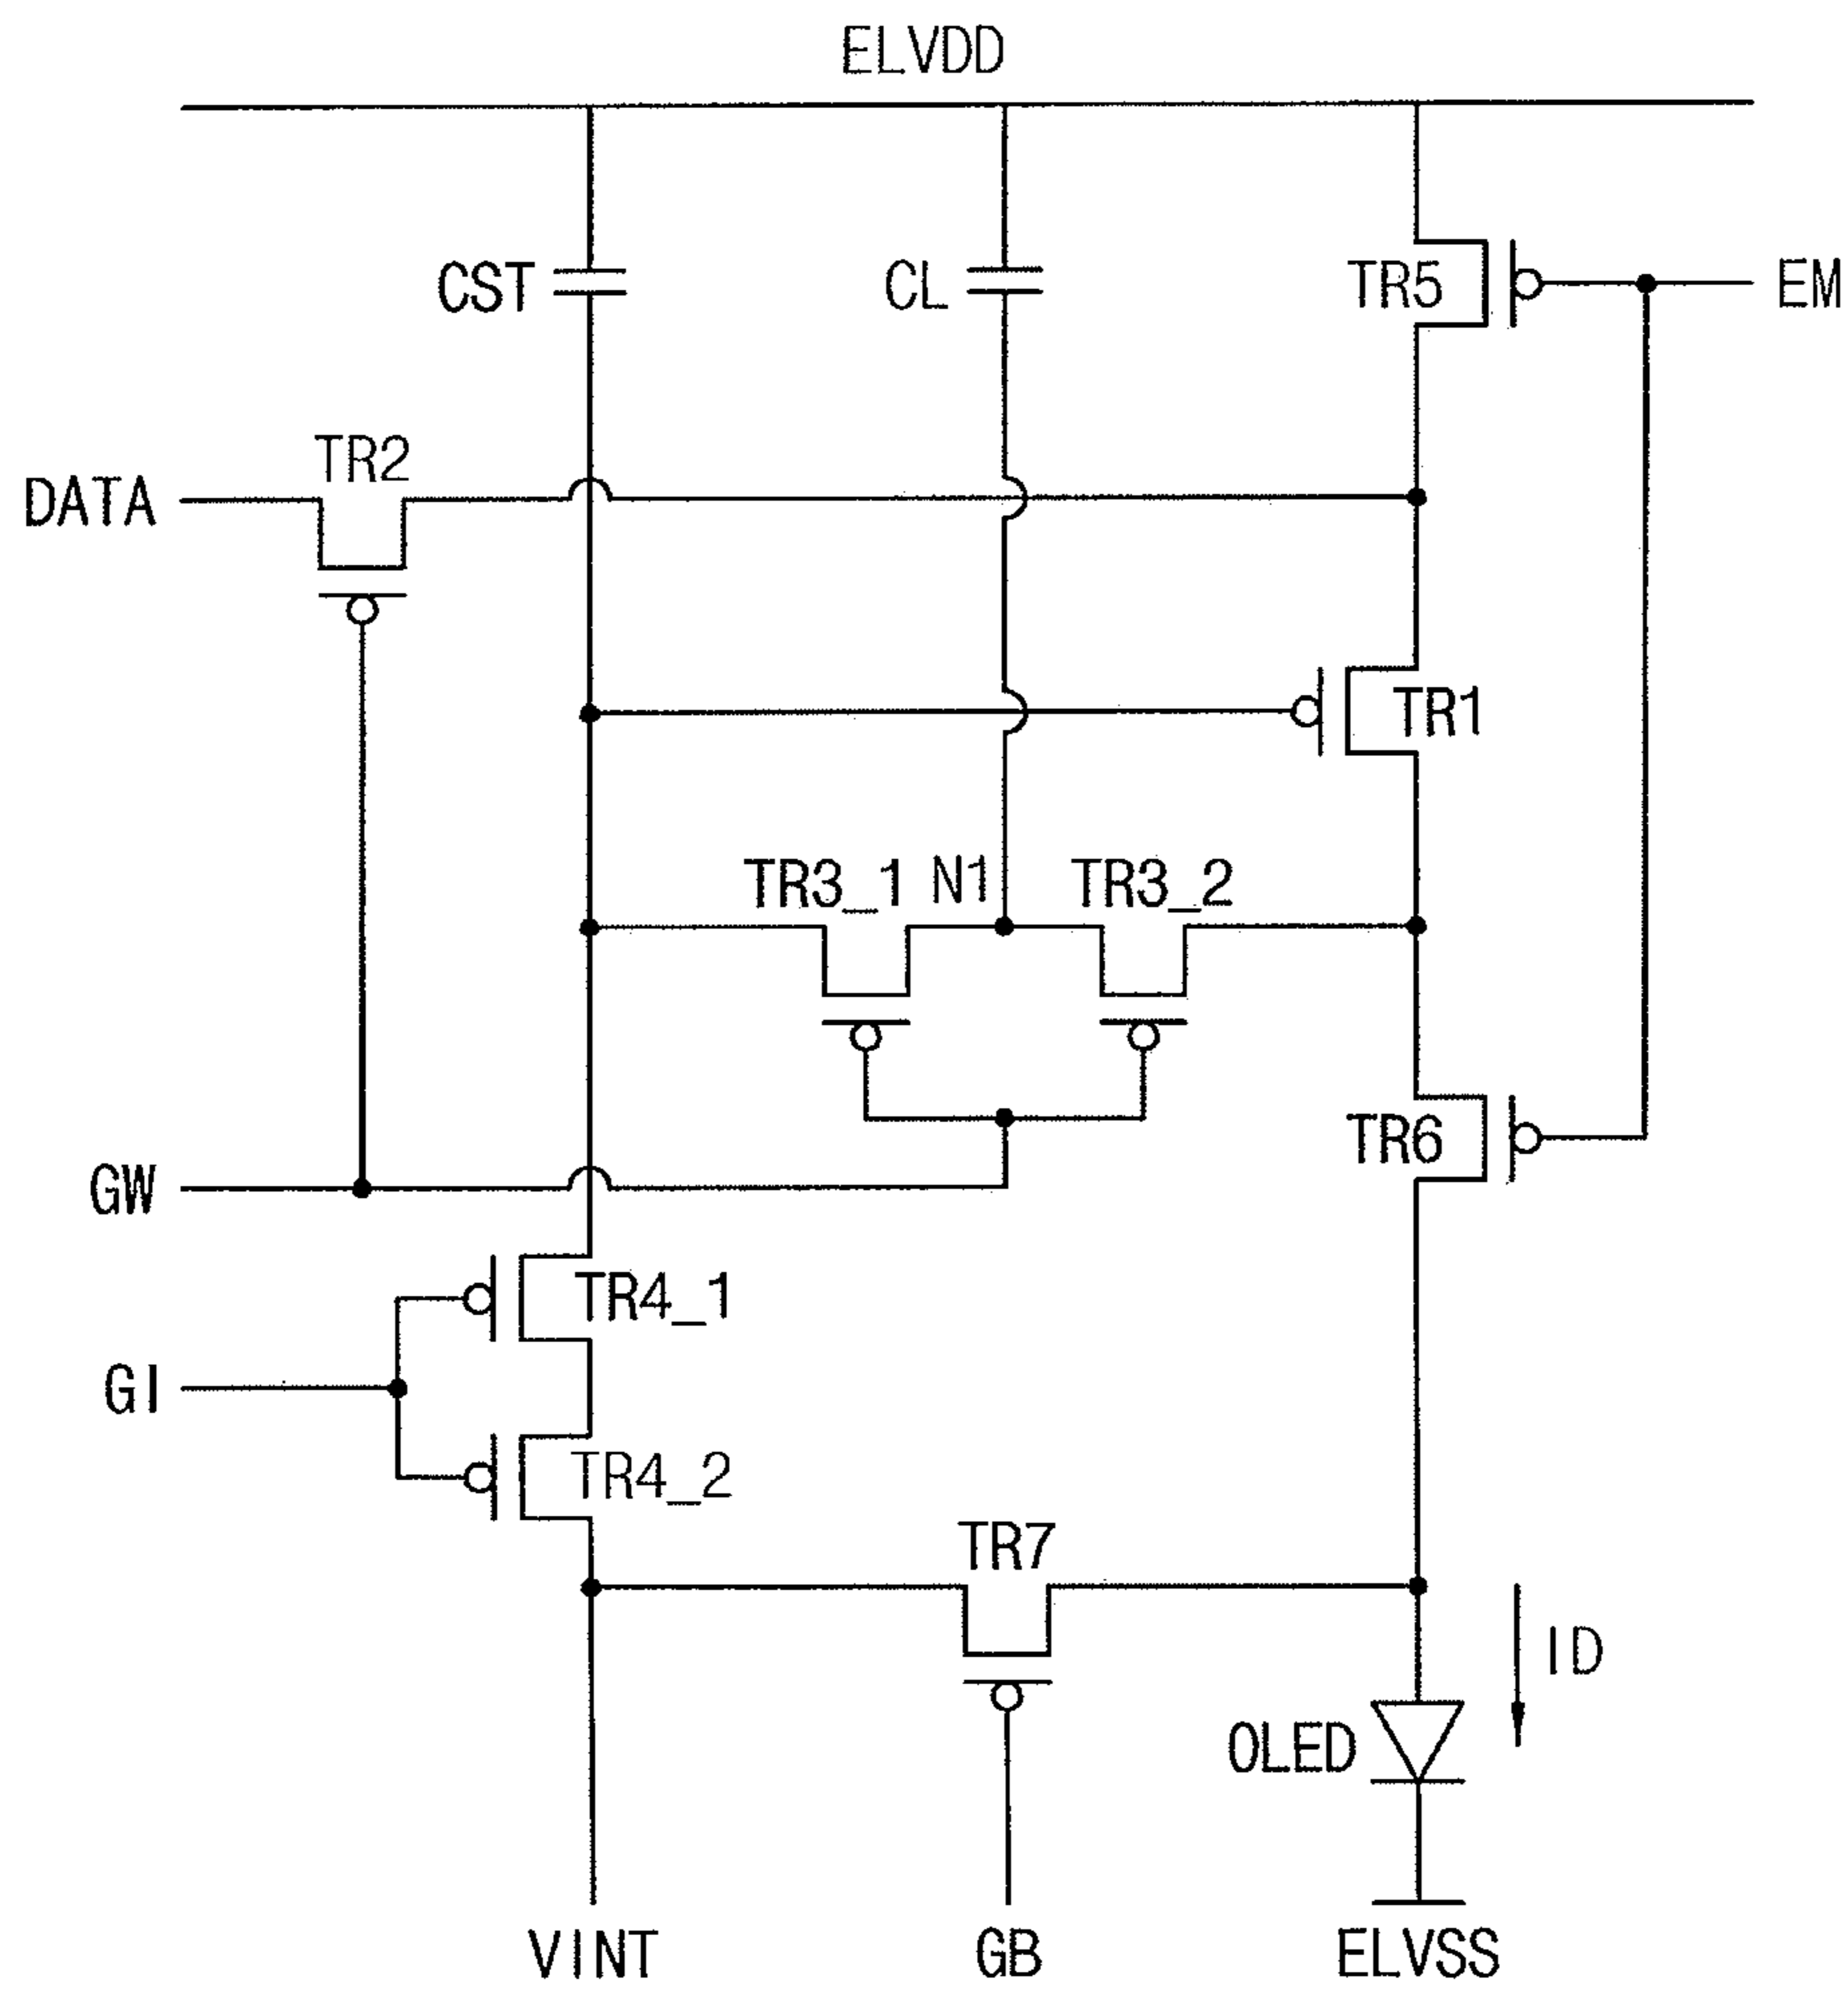 ELVDD
CST
CL
TR5
EM
TR2
DATA
TR1
TR3_1
N1
TR3_2
TR6
GW
TR4_1
GI
TR4_2
TR7
ID
OLED
VINT
GB
ELVSS